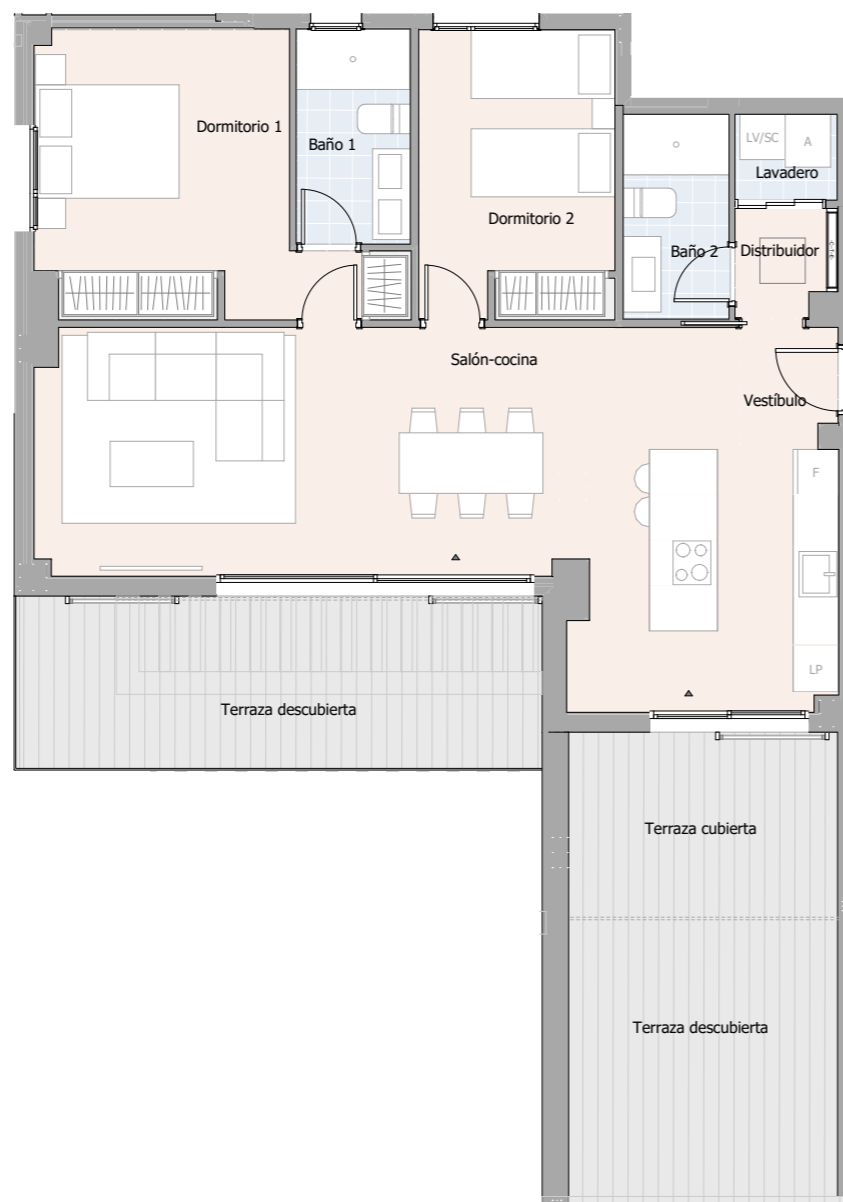 Dormitorio 1
Baño 1
Dormitorio 2
LV/SC
A
Lavadero
Baño 2
Distribuidor
Salón-cocina
Vestíbulo
F
LP
Terraza descubierta
Terraza cubierta
Terraza descubierta